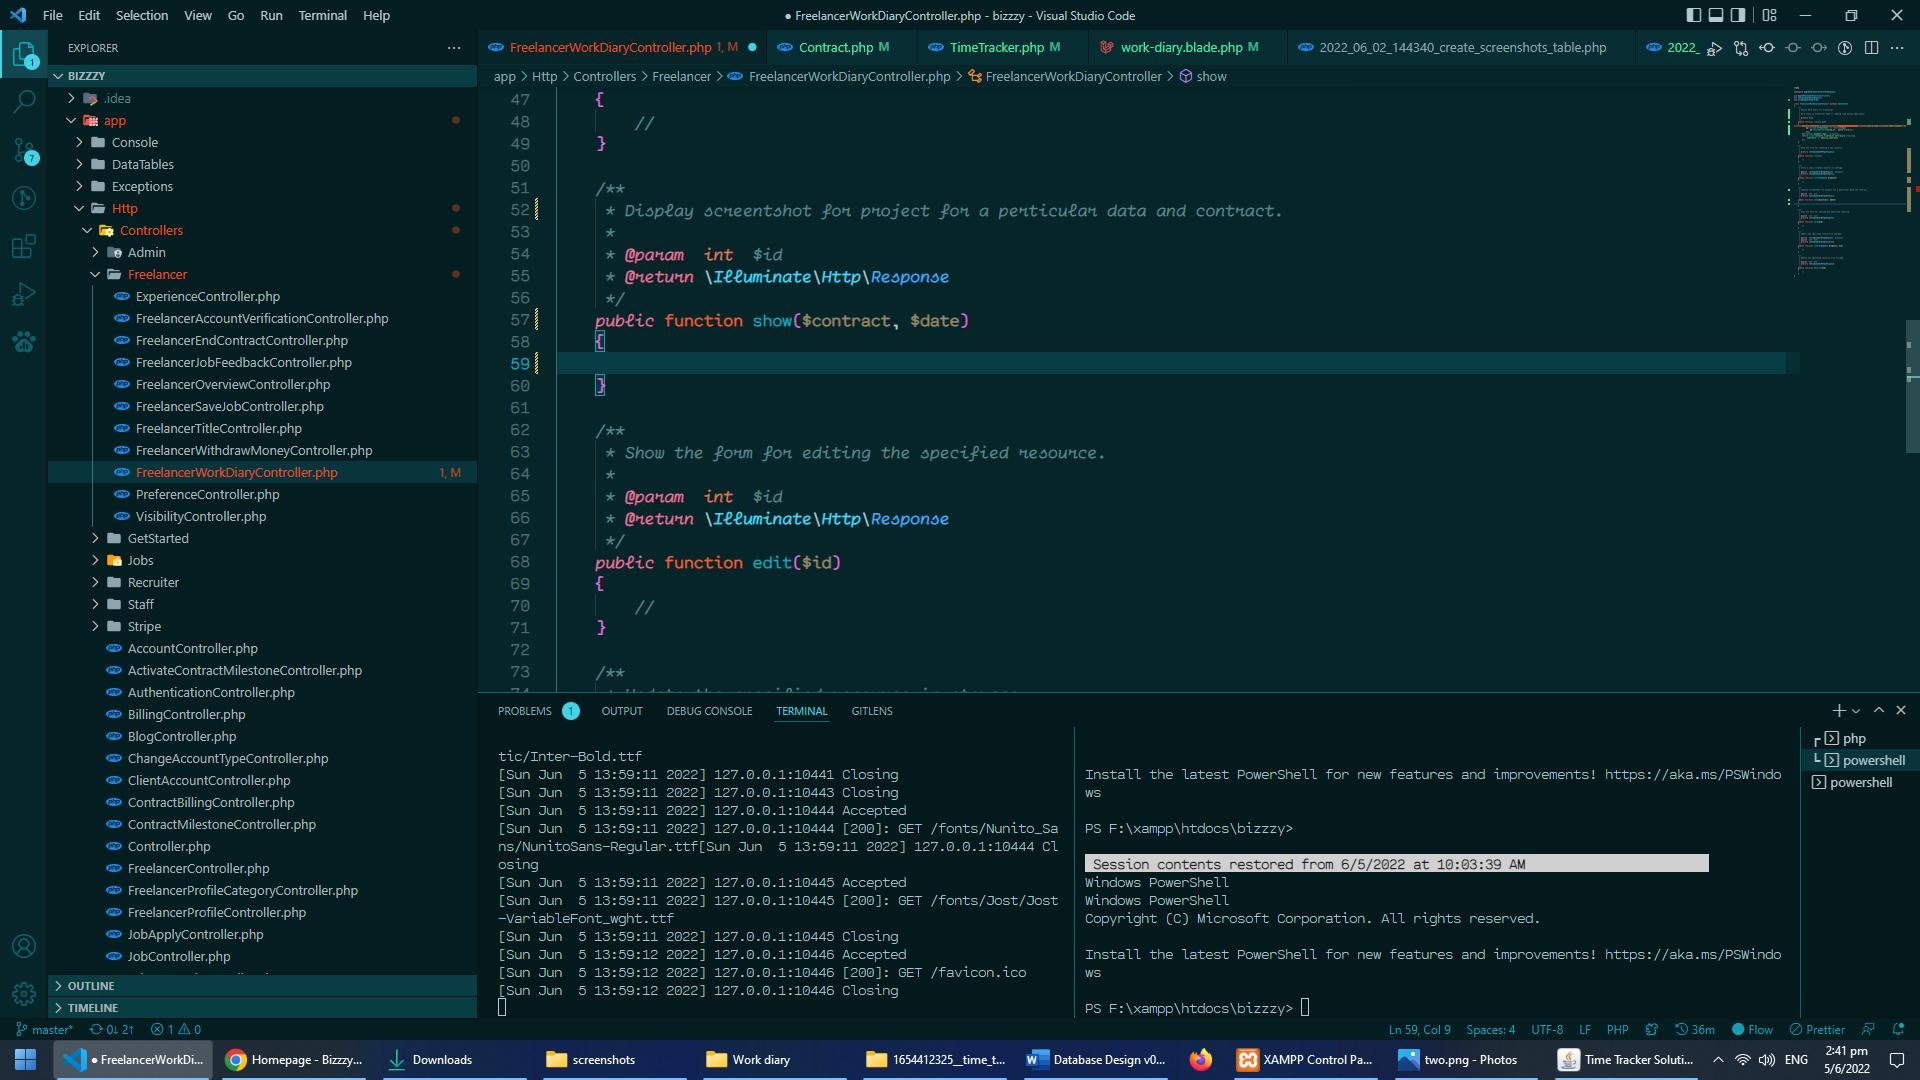 File Edit Selection View Go Run Terminal Help
● FreelancerWorkDiaryController.php - bizzzy - Visual Studio Code
EXPLORER
FreelancerWorkDiaryController.php 1, M
Contract.php M
TimeTracker.php M
work-diary.blade.php M
2022_06_02_144340_create_screenshots_table.php
2022_
app > Http > Controllers > Freelancer > FreelancerWorkDiaryController.php > FreelancerWorkDiaryController > show
BIZZZY
.idea
app
Console
DataTables
Exceptions
Http
Controllers
Admin
Freelancer
ExperienceController.php
FreelancerAccountVerificationController.php
FreelancerEndContractController.php
FreelancerJobFeedbackController.php
FreelancerOverviewController.php
FreelancerSaveJobController.php
FreelancerTitleController.php
FreelancerWithdrawMoneyController.php
FreelancerWorkDiaryController.php 1, M
PreferenceController.php
VisibilityController.php
GetStarted
Jobs
Recruiter
Staff
Stripe
AccountController.php
ActivateContractMilestoneController.php
AuthenticationController.php
BillingController.php
BlogController.php
ChangeAccountTypeController.php
ClientAccountController.php
ContractBillingController.php
ContractMilestoneController.php
Controller.php
FreelancerController.php
FreelancerProfileCategoryController.php
FreelancerProfileController.php
JobApplyController.php
JobController.php
OUTLINE
TIMELINE
1
7
47 {
48 //
49 }
50
51 /**
52 * Display screentshot for project for a perticular data and contract.
53 *
54 * @param int $id
55 * @return \Illuminate\Http\Response
56 */
57 public function show($contract, $date)
58 {
59
60 }
61
62 /**
63 * Show the form for editing the specified resource.
64 *
65 * @param int $id
66 * @return \Illuminate\Http\Response
67 */
68 public function edit($id)
69 {
70 //
71 }
72
73 /**
PROBLEMS 1 OUTPUT DEBUG CONSOLE TERMINAL GITLENS
tic/Inter-Bold.ttf
[Sun Jun 5 13:59:11 2022] 127.0.0.1:10441 Closing
[Sun Jun 5 13:59:11 2022] 127.0.0.1:10443 Closing
[Sun Jun 5 13:59:11 2022] 127.0.0.1:10444 Accepted
[Sun Jun 5 13:59:11 2022] 127.0.0.1:10444 [200]: GET /fonts/Nunito_Sa
ns/NunitoSans-Regular.ttf[Sun Jun 5 13:59:11 2022] 127.0.0.1:10444 Cl
osing
[Sun Jun 5 13:59:11 2022] 127.0.0.1:10445 Accepted
[Sun Jun 5 13:59:11 2022] 127.0.0.1:10445 [200]: GET /fonts/Jost/Jost
-VariableFont_wght.ttf
[Sun Jun 5 13:59:11 2022] 127.0.0.1:10445 Closing
[Sun Jun 5 13:59:12 2022] 127.0.0.1:10446 Accepted
[Sun Jun 5 13:59:12 2022] 127.0.0.1:10446 [200]: GET /favicon.ico
[Sun Jun 5 13:59:12 2022] 127.0.0.1:10446 Closing
Install the latest PowerShell for new features and improvements! https://aka.ms/PSWindo
ws
PS F:\xampp\htdocs\bizzzy>
Session contents restored from 6/5/2022 at 10:03:39 AM
Windows PowerShell
Windows PowerShell
Copyright (C) Microsoft Corporation. All rights reserved.
Install the latest PowerShell for new features and improvements! https://aka.ms/PSWindo
ws
PS F:\xampp\htdocs\bizzzy>
php
powershell
powershell
master* 0↓ 2↑ 1 0
Ln 59, Col 9 Spaces: 4 UTF-8 LF PHP 36m Flow Prettier
● FreelancerWorkDi...
Homepage - Bizzzy...
Downloads
screenshots
Work diary
1654412325__time_t...
Database Design v0...
XAMPP Control Pa...
two.png - Photos
Time Tracker Soluti...
ENG
2:41 pm
5/6/2022